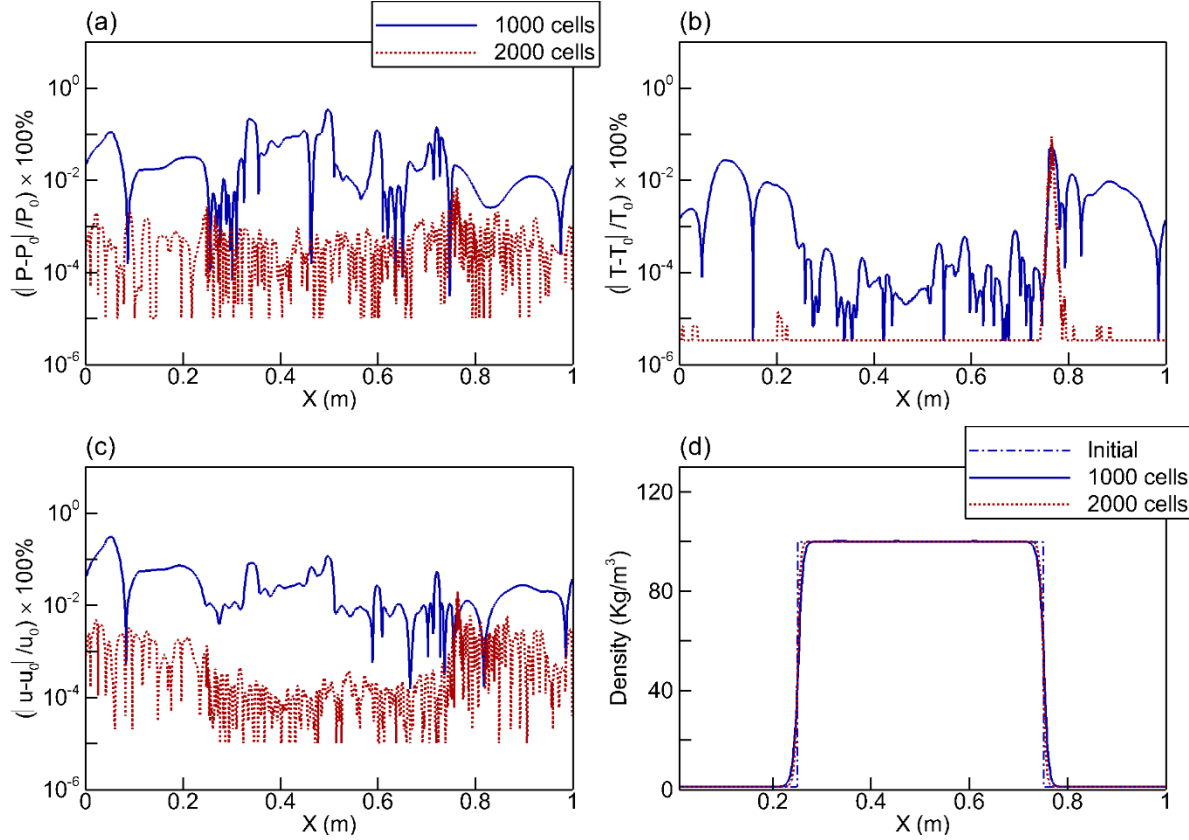 (a)
1000 cells
2000 cells
(| P-P₀| /P₀) × 100%
10⁰
10⁻²
10⁻⁴
10⁻⁶
0 0.2 0.4 0.6 0.8 1
X (m)
(b)
(| T-T₀| /T₀) × 100%
10⁰
10⁻²
10⁻⁴
10⁻⁶
0 0.2 0.4 0.6 0.8 1
X (m)
(c)
(| u-u₀| /u₀) × 100%
10⁰
10⁻²
10⁻⁴
10⁻⁶
0 0.2 0.4 0.6 0.8 1
X (m)
(d)
Initial
1000 cells
2000 cells
Density (Kg/m³)
120
80
40
0
0.2 0.4 0.6 0.8 1
X (m)